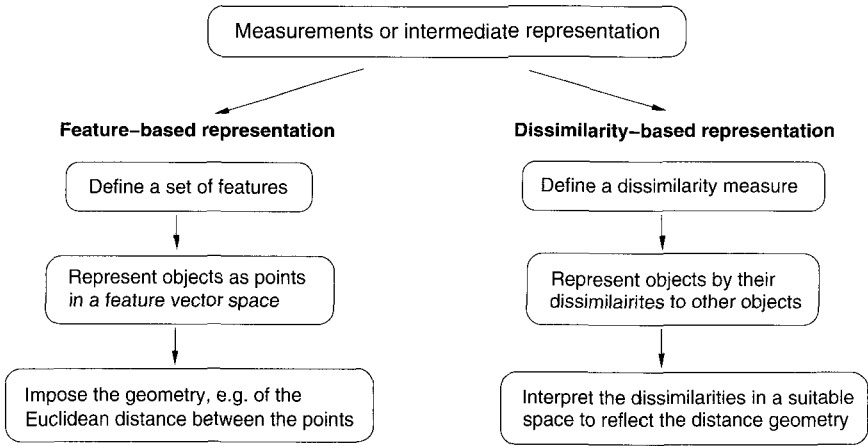 Measurements or intermediate representation
Feature–based representation
Define a set of features
Represent objects as points
in a feature vector space
Impose the geometry, e.g. of the
Euclidean distance between the points
Dissimilarity–based representation
Define a dissimilarity measure
Represent objects by their
dissimilairites to other objects
Interpret the dissimilarities in a suitable
space to reflect the distance geometry